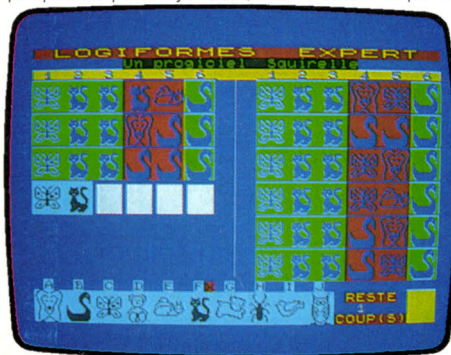 LOGIFORMES EXPERT
Un progiciel Squirelle
1 2 3 4 5 6 1 2 3 4 5 6
A B C D E F G H I J
RESTE
1
COUP(S)